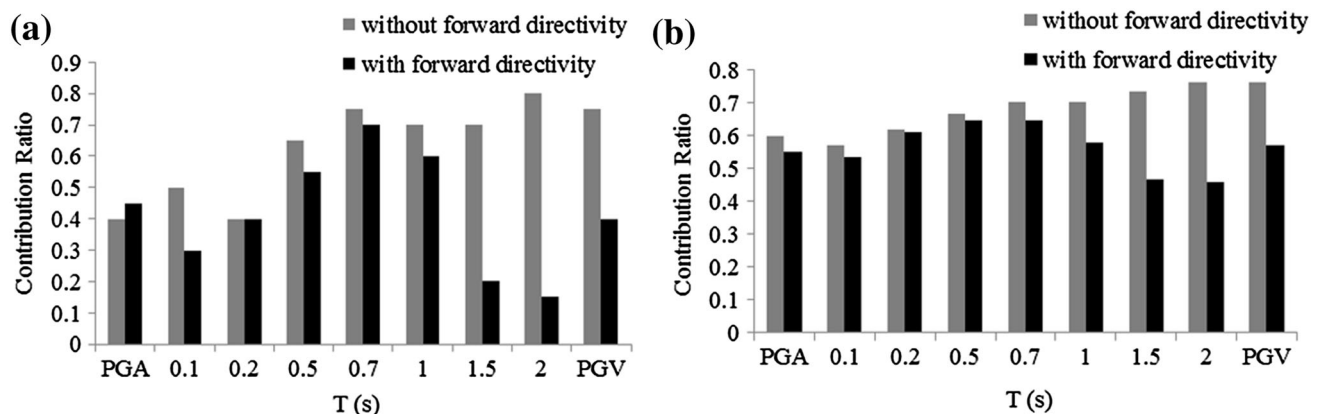 (a)
without forward directivity
with forward directivity
0.9
0.8
0.7
0.6
0.5
0.4
0.3
0.2
0.1
0
Contribution Ratio
PGA 0.1 0.2 0.5 0.7 1 1.5 2 PGV
T (s)
(b)
without forward directivity
with forward directivity
0.8
0.7
0.6
0.5
0.4
0.3
0.2
0.1
0
Contribution Ratio
PGA 0.1 0.2 0.5 0.7 1 1.5 2 PGV
T (s)